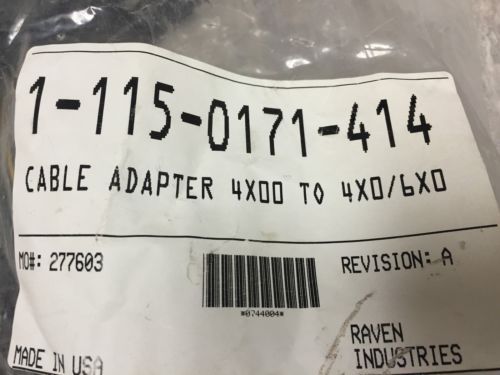 1-115-0171-414
CABLE ADAPTER 4X00 TO 4X0/6X0
MO#: 277603
REVISION: A
*0744004*
MADE IN USA
RAVEN
INDUSTRIES